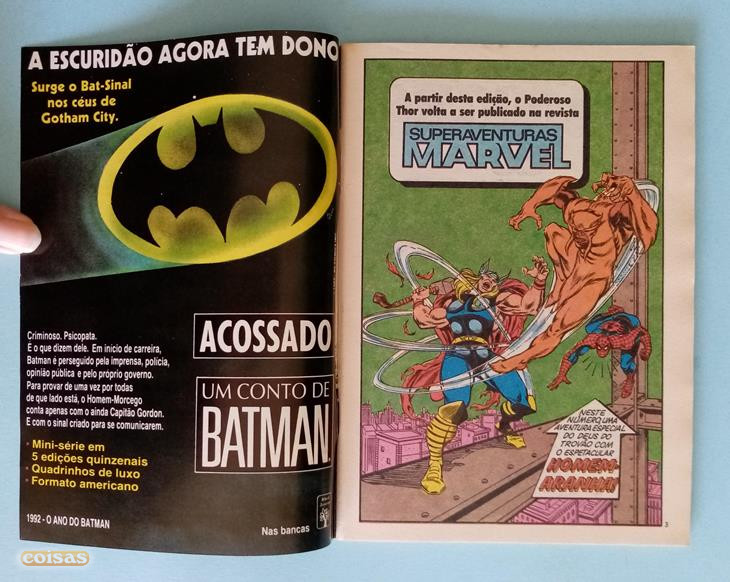 A ESCURIDÃO AGORA TEM DONO
Surge o Bat-Sinal
nos céus de
Gotham City.
ACOSSADO
UM CONTO DE
BATMAN
Criminoso. Psicopata.
É o que dizem dele. Em início de carreira,
Batman é perseguido pela imprensa, polícia,
opinião pública e pelo próprio governo.
Para provar de uma vez por todas
de que lado está, o Homem-Morcego
conta apenas com o ainda Capitão Gordon.
E com o sinal criado para se comunicarem.
· Mini-série em
5 edições quinzenais
· Quadrinhos de luxo
· Formato americano
1992 - O ANO DO BATMAN
Nas bancas
A partir desta edição, o Poderoso
Thor volta a ser publicado na revista
SUPERAVENTURAS
MARVEL
NESTE
NÚMERO, UMA
AVENTURA ESPECIAL
DO DEUS DO
TROVÃO COM
O ESPETACULAR
HOMEM-
ARANHA!
3
coisas